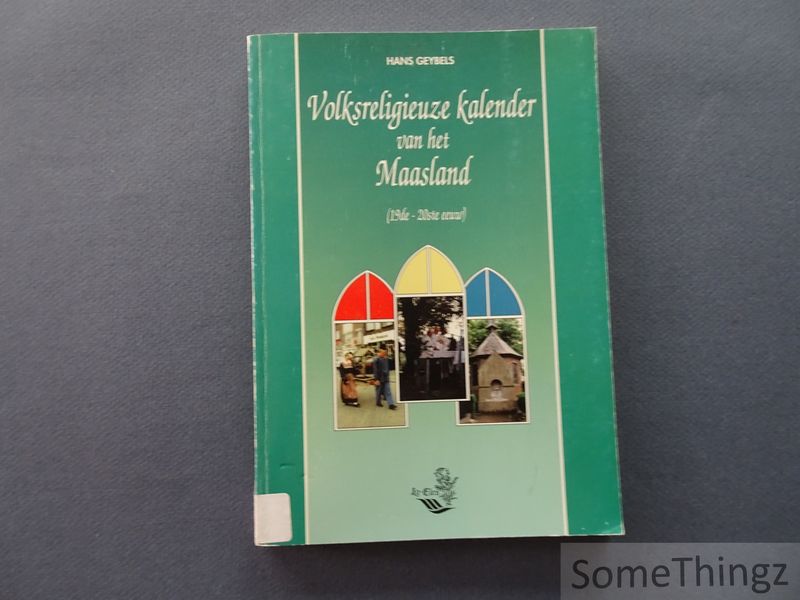 HANS GEYBELS
Volksreligieuze kalender
van het
Maasland
(19de - 20ste eeuw)
SomeThingz